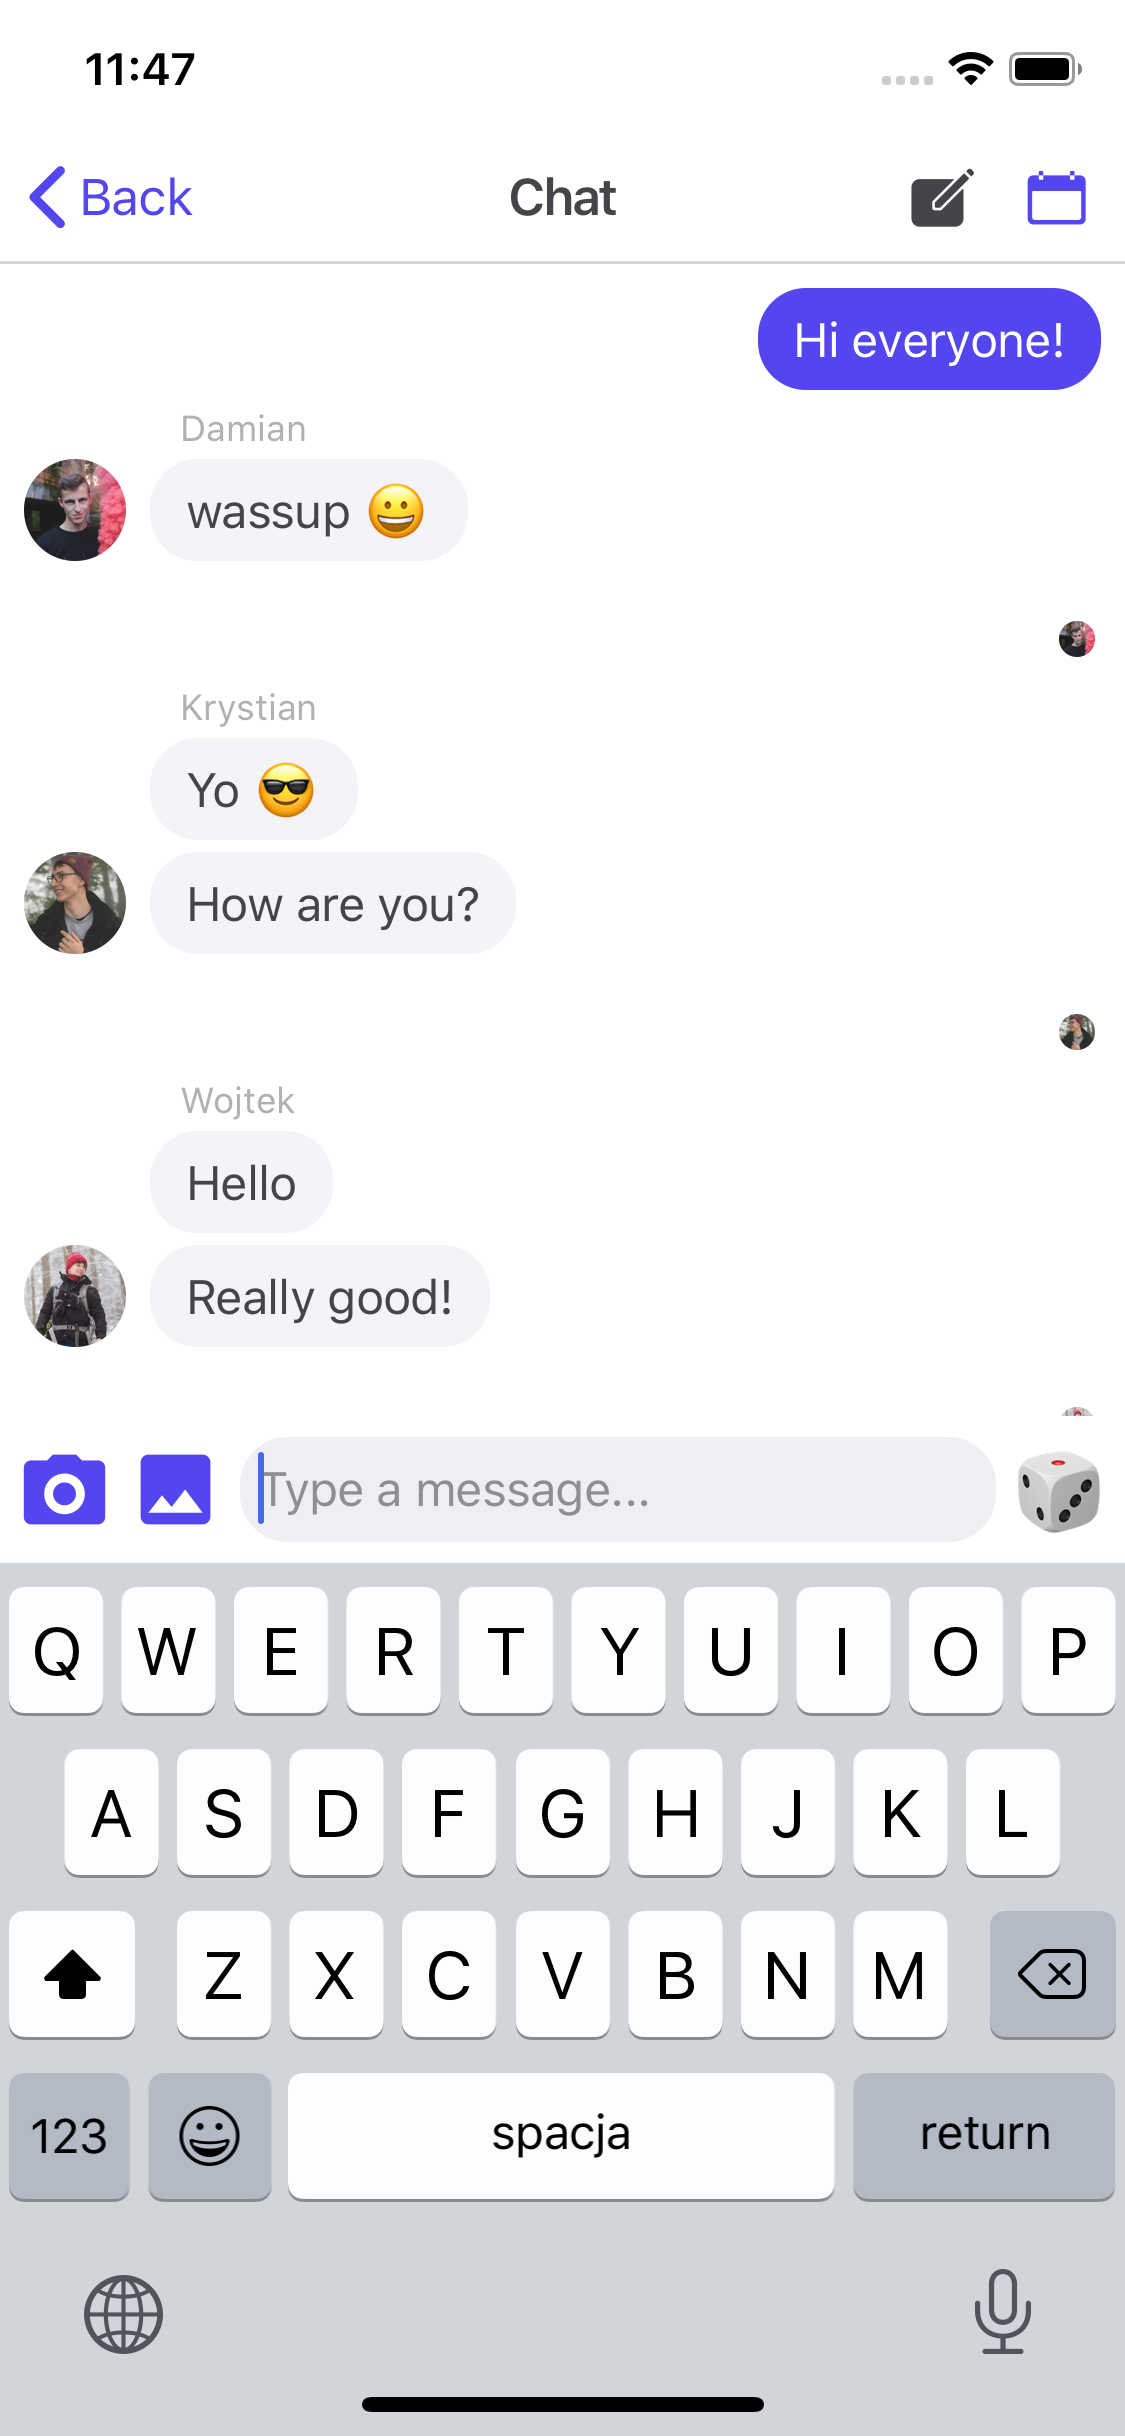 11:47
Back Chat
Hi everyone!
Damian
wassup 😀
Krystian
Yo 😎
How are you?
Wojtek
Hello
Really good!
Type a message...
Q W E R T Y U I O P
A S D F G H J K L
Z X C V B N M
123 spacja return